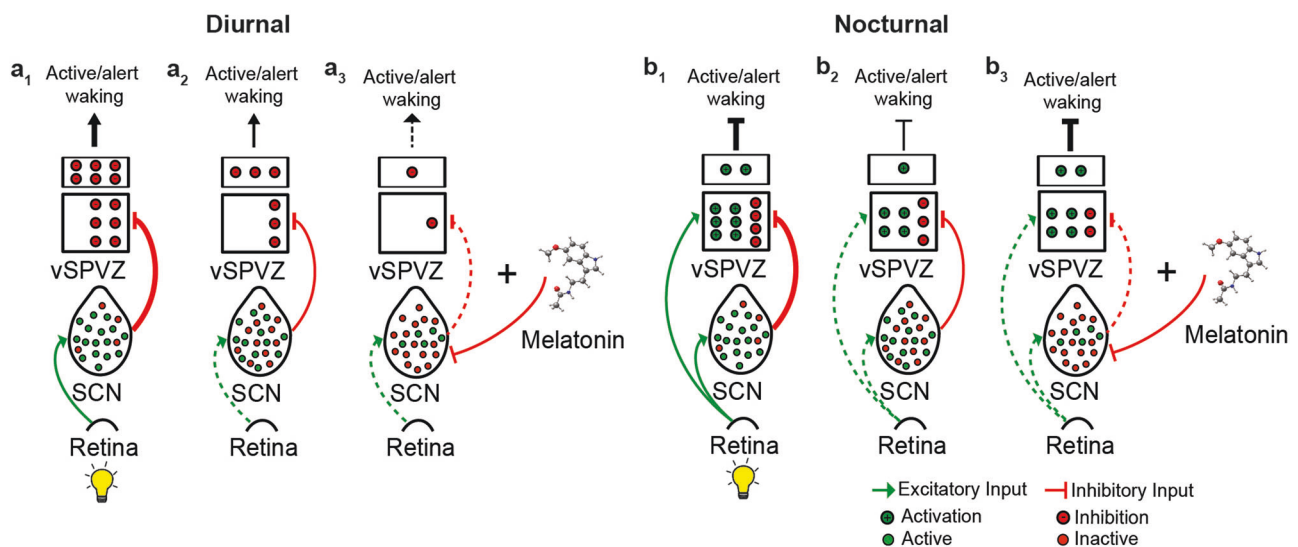 Diurnal
Nocturnal
a1
Active/alert
waking
a2
Active/alert
waking
a3
Active/alert
waking
b1
Active/alert
waking
b2
Active/alert
waking
b3
Active/alert
waking
vSPVZ
vSPVZ
vSPVZ
+
Melatonin
vSPVZ
vSPVZ
vSPVZ
+
Melatonin
SCN
SCN
SCN
SCN
SCN
SCN
Retina
Retina
Retina
Retina
Retina
Retina
Excitatory Input
Inhibitory Input
Activation
Inhibition
Active
Inactive